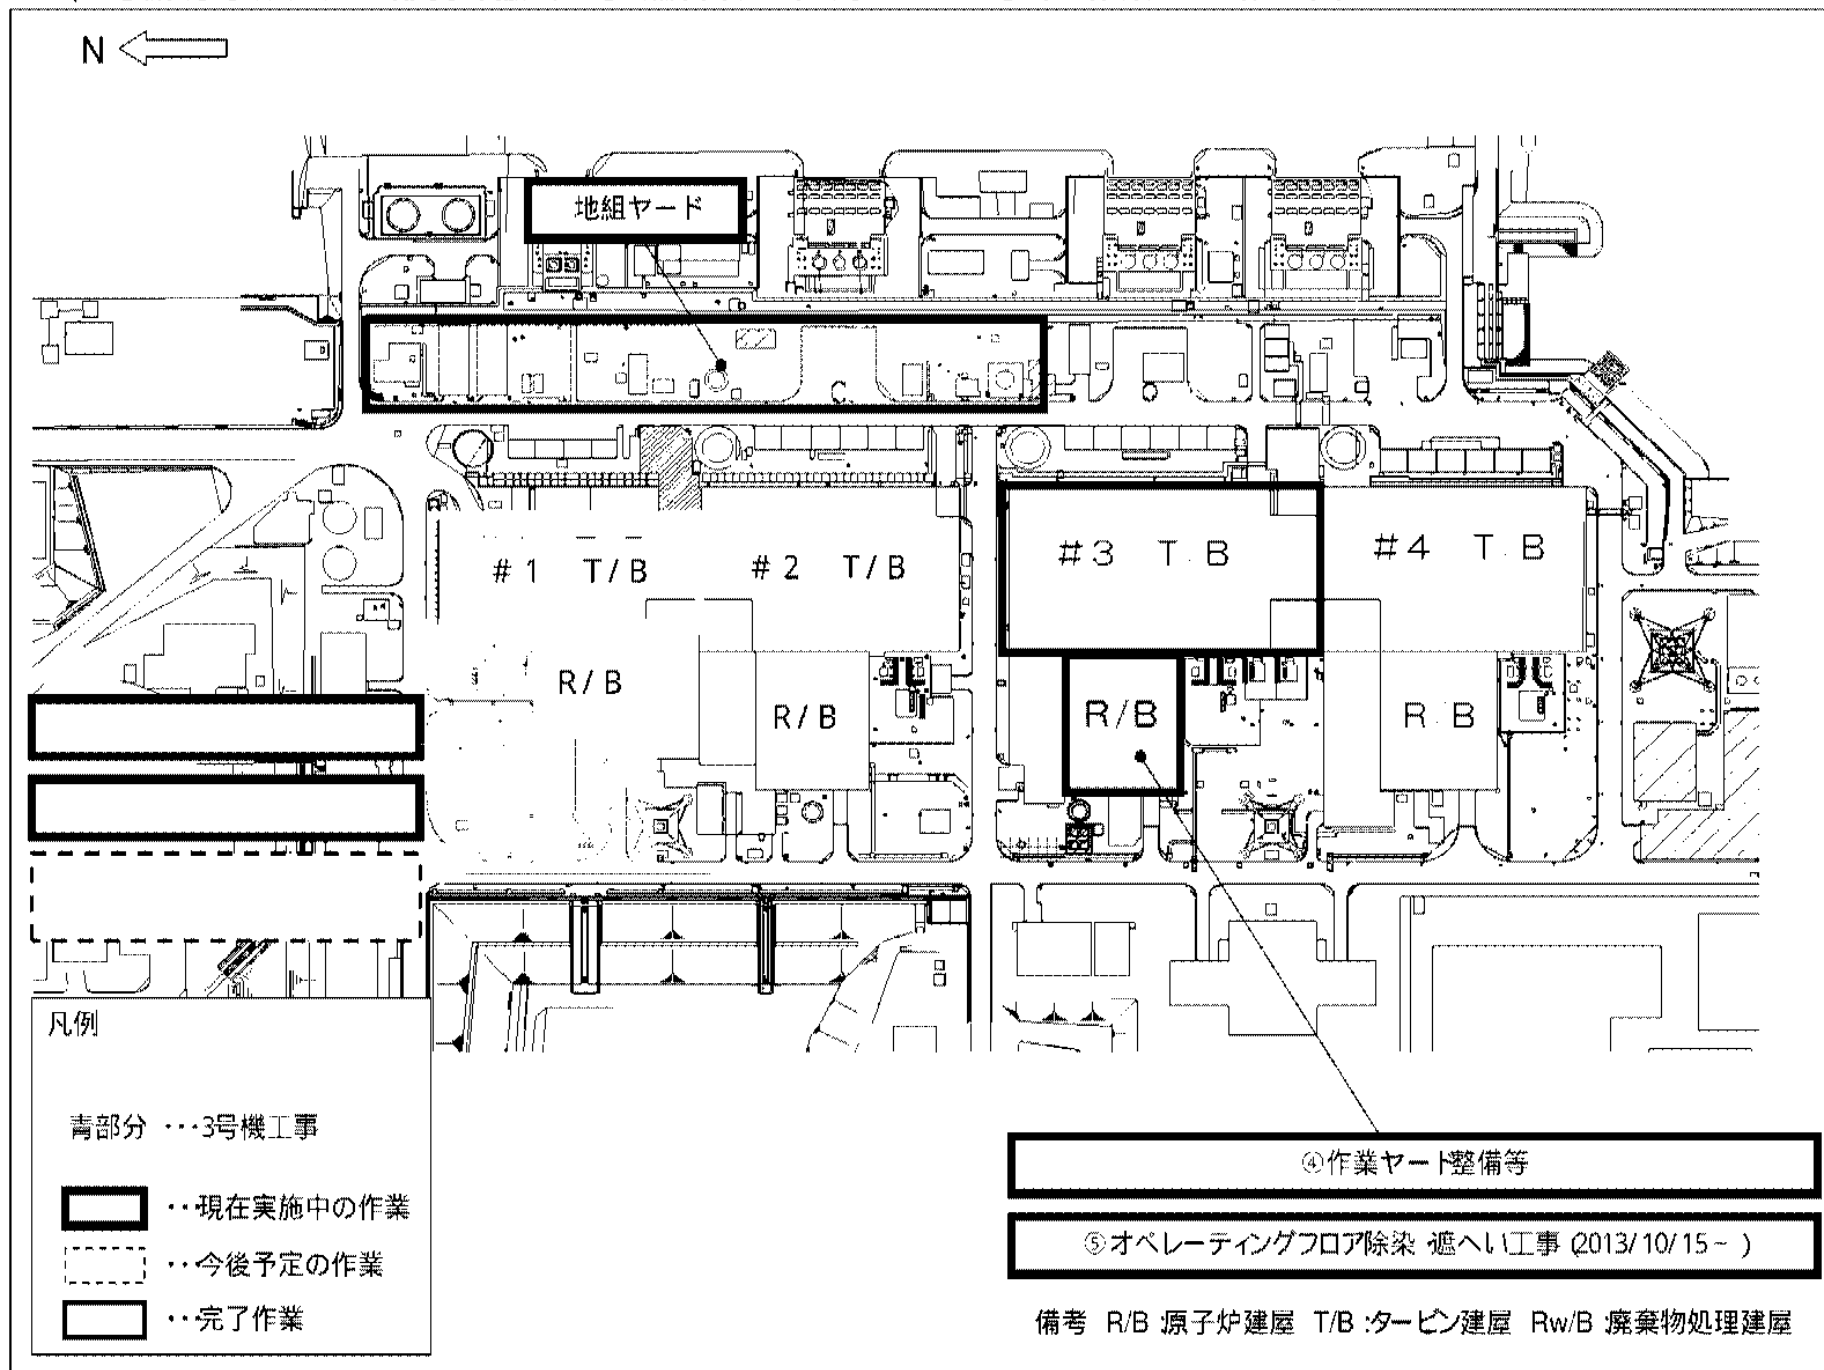 N
地組ヤード
#1 T/B
#2 T/B
#3 T B
#4 T B
R/B
R/B
R/B
R B
凡例
青部分 ・・・3号機工事
・・・現在実施中の作業
・・・今後予定の作業
・・・完了作業
④作業ヤード整備等
⑤オペレーティングフロア除染・遮へい工事 (2013/10/15~ )
備考 R/B :原子炉建屋 T/B :タービン建屋 Rw/B :廃棄物処理建屋